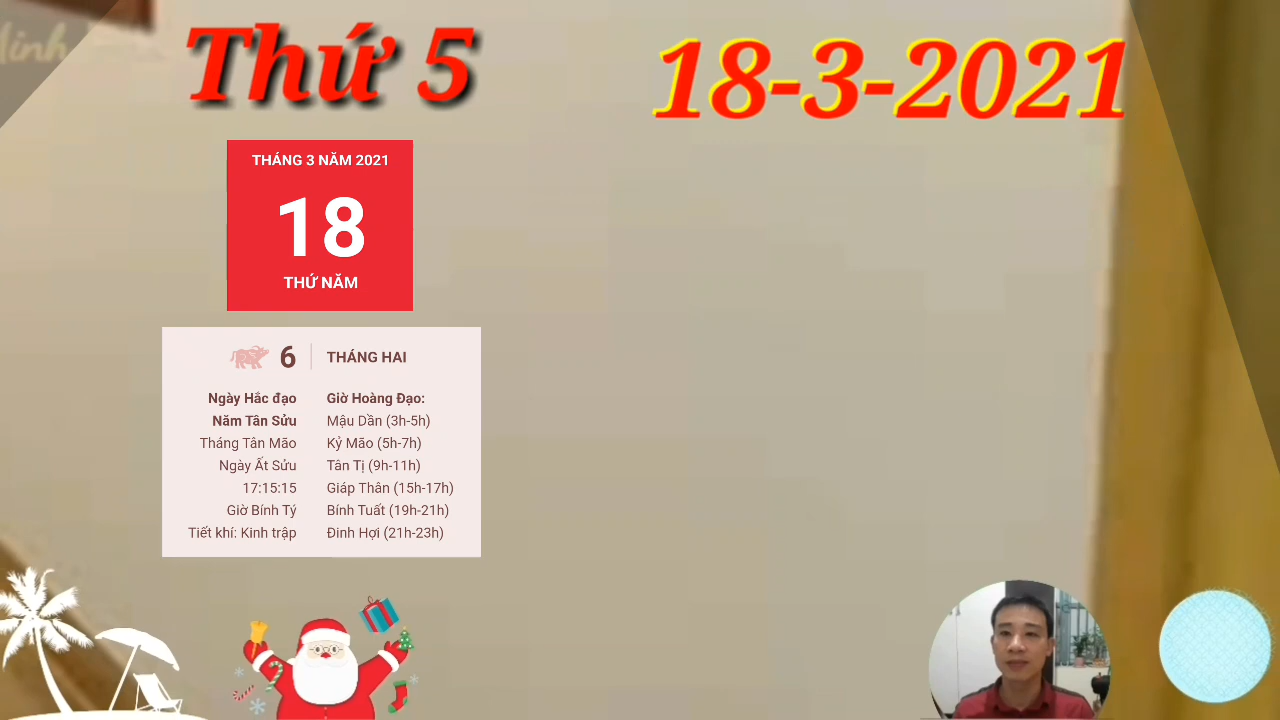 Minh
Thứ 5
18-3-2021
THÁNG 3 NĂM 2021
18
THỨ NĂM
6
THÁNG HAI
Ngày Hắc đạo
Năm Tân Sửu
Tháng Tân Mão
Ngày Ất Sửu
17:15:15
Giờ Bính Tý
Tiết khí: Kinh trập
Giờ Hoàng Đạo:
Mậu Dần (3h-5h)
Kỷ Mão (5h-7h)
Tân Tị (9h-11h)
Giáp Thân (15h-17h)
Bính Tuất (19h-21h)
Đinh Hợi (21h-23h)